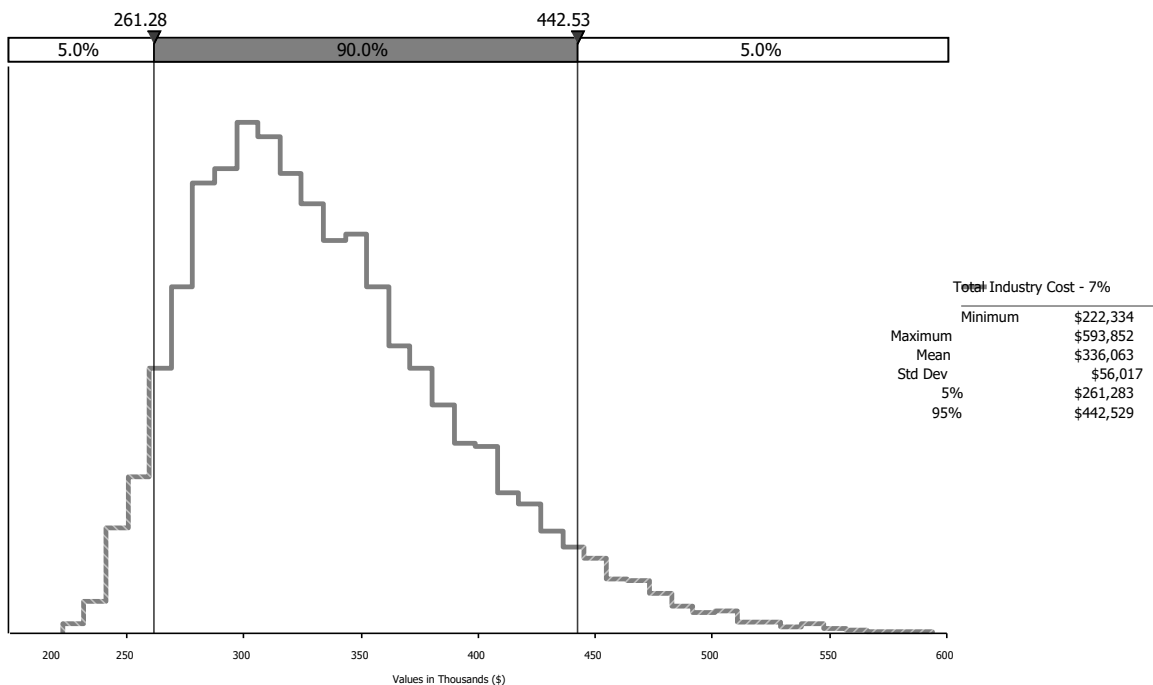 261.28 442.53
5.0% 90.0% 5.0%
Total Industry Cost - 7%
Minimum $222,334
Maximum $593,852
Mean $336,063
Std Dev $56,017
5% $261,283
95% $442,529
200 250 300 350 400 450 500 550 600
Values in Thousands ($)